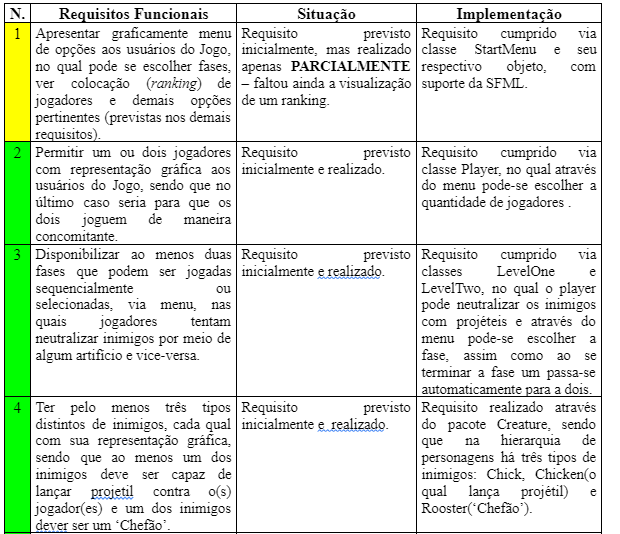 N. Requisitos Funcionais Situação Implementação
1
Apresentar graficamente menu
de opções aos usuários do Jogo,
no qual pode se escolher fases,
ver colocação (ranking) de
jogadores e demais opções
pertinentes (previstas nos demais
requisitos).
Requisito previsto
inicialmente, mas realizado
apenas PARCIALMENTE
– faltou ainda a visualização
de um ranking.
Requisito cumprido via
classe StartMenu e seu
respectivo objeto, com
suporte da SFML.
2
Permitir um ou dois jogadores
com representação gráfica aos
usuários do Jogo, sendo que no
último caso seria para que os
dois joguem de maneira
concomitante.
Requisito previsto
inicialmente e realizado.
Requisito cumprido via
classe Player, no qual através
do menu pode-se escolher a
quantidade de jogadores .
3
Disponibilizar ao menos duas
fases que podem ser jogadas
sequencialmente ou
selecionadas, via menu, nas
quais jogadores tentam
neutralizar inimigos por meio de
algum artifício e vice-versa.
Requisito previsto
inicialmente e realizado.
Requisito cumprido via
classes LevelOne e
LevelTwo, no qual o player
pode neutralizar os inimigos
com projéteis e através do
menu pode-se escolher a
fase, assim como ao se
terminar a fase um passa-se
automaticamente para a dois.
4
Ter pelo menos três tipos
distintos de inimigos, cada qual
com sua representação gráfica,
sendo que ao menos um dos
inimigos deve ser capaz de
lançar projetil contra o(s)
jogador(es) e um dos inimigos
dever ser um ‘Chefão’.
Requisito previsto
inicialmente e realizado.
Requisito realizado através
do pacote Creature, sendo
que na hierarquia de
personagens há três tipos de
inimigos: Chick, Chicken(o
qual lança projétil) e
Rooster(‘Chefão’).